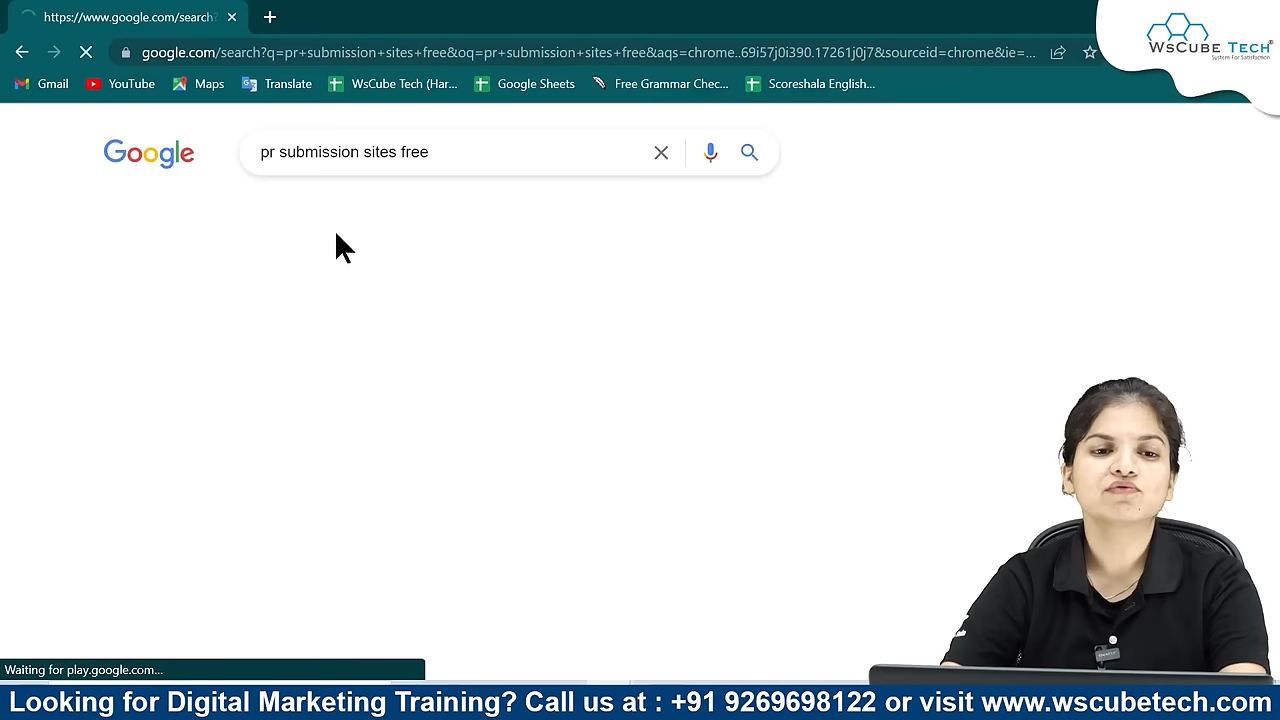 https://www.google.com/search?
google.com/search?q=pr+submission+sites+free&oq=pr+submission+sites+free&aqs=chrome..69i57j0i390.17261j0j7&sourceid=chrome&ie=...
WsCube Tech®
System For Satisfaction
Gmail YouTube Maps Translate WsCube Tech (Har... Google Sheets Free Grammar Chec... Scoreshala English...
Google pr submission sites free
Waiting for play.google.com...
Looking for Digital Marketing Training? Call us at : +91 9269698122 or visit www.wscubetech.com